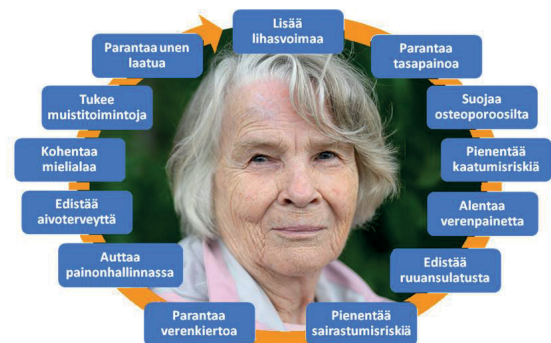 Lisää
lihasvoimaa
Parantaa
tasapainoa
Suojaa
osteoporoosilta
Pienentää
kaatumisriskiä
Alentaa
verenpainetta
Edistää
ruuansulatusta
Pienentää
sairastumisriskiä
Parantaa
verenkiertoa
Auttaa
painonhallinnassa
Edistää
aivoterveyttä
Kohentaa
mielialaa
Tukee
muistitoimintoja
Parantaa unen
laatua